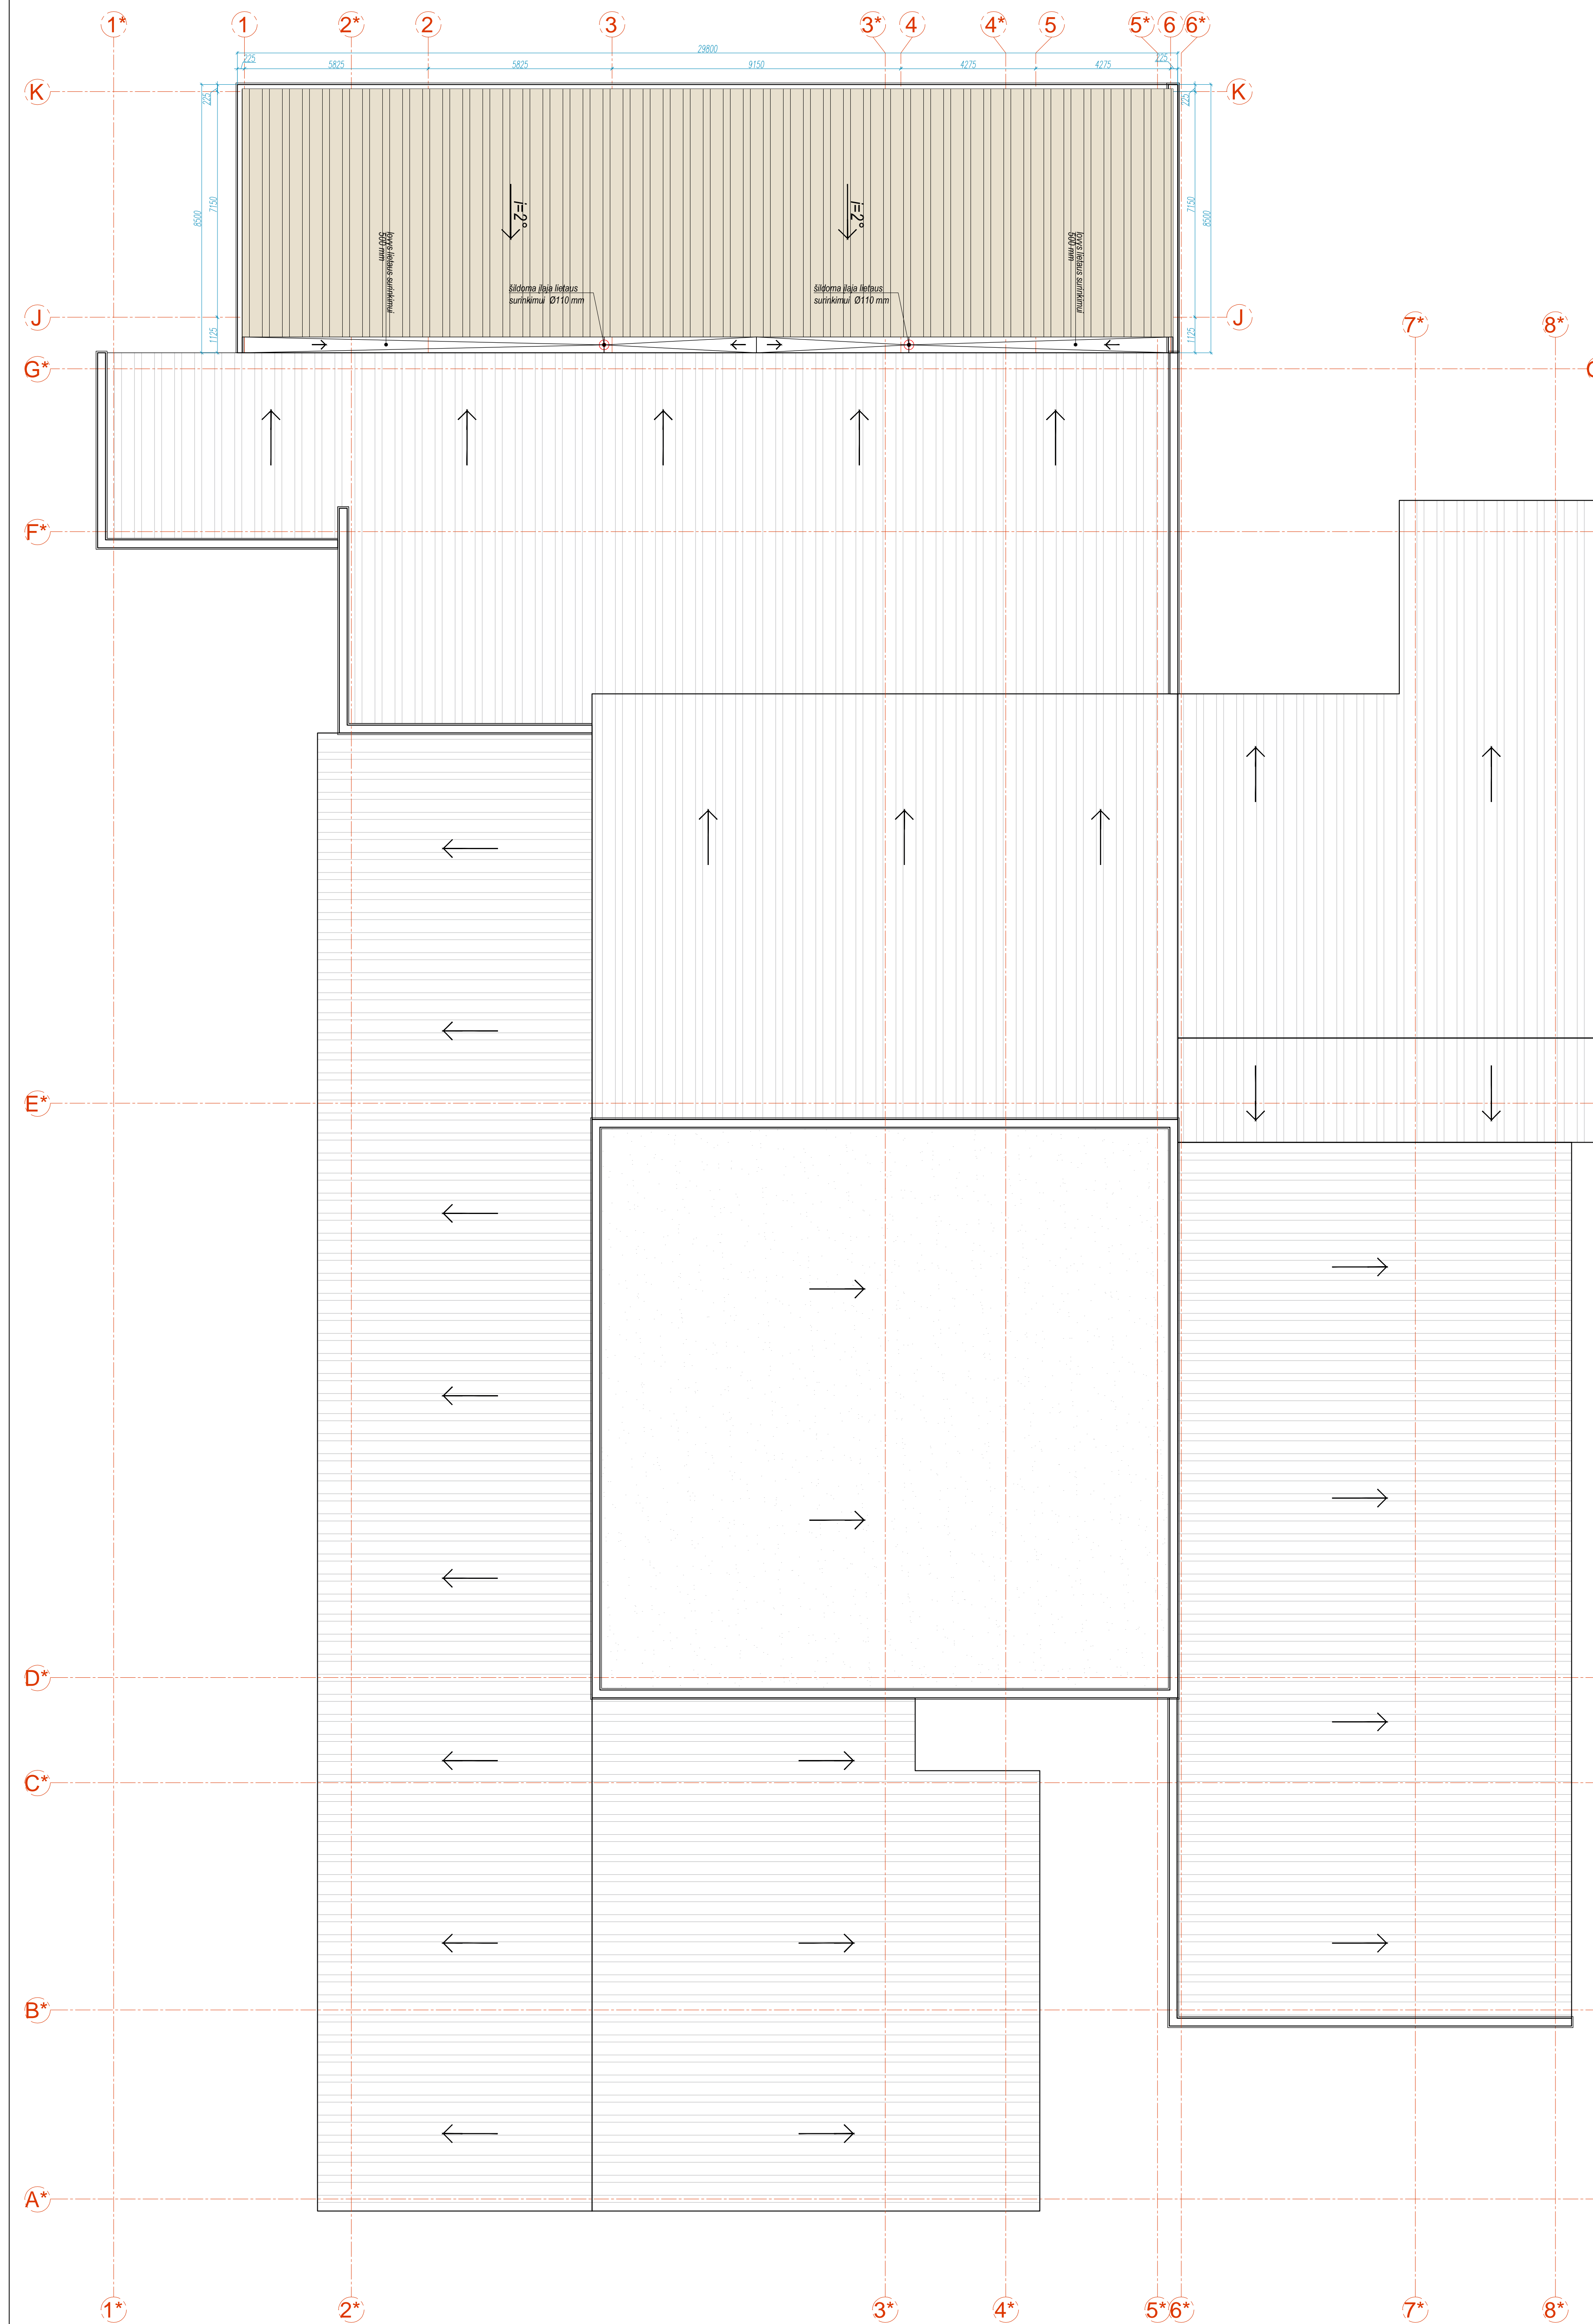 1* 1 2* 2 3 3* 4 4* 5 5* 6 6*
29800
225 5825 5825 9150 4275 4275 225
K K
225 225
8500 7150 7150 8500
i=2° i=2°
lovys lietaus surinkimui
500 mm
lovys lietaus surinkimui
500 mm
šildoma įlaja lietaus
surinkimui Ø110 mm
šildoma įlaja lietaus
surinkimui Ø110 mm
J J
7* 8*
1125 1125
G*
F*
E*
D*
C*
B*
A*
1* 2* 3* 4* 5* 6* 7* 8*